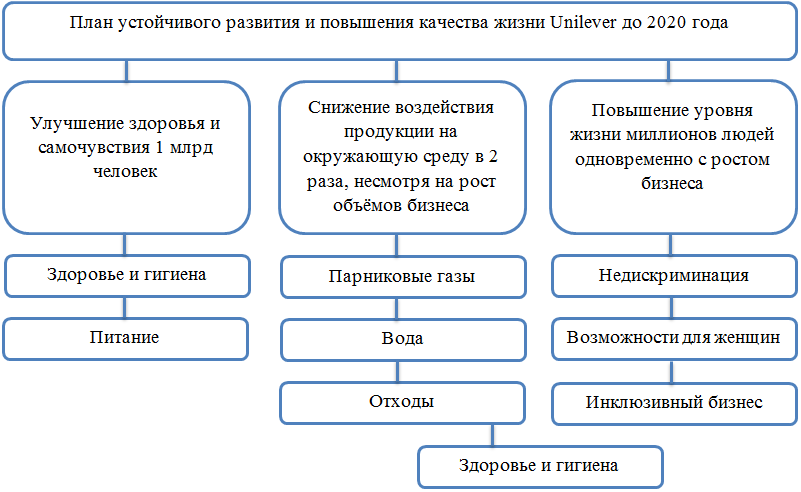 План устойчивого развития и повышения качества жизни Unilever до 2020 года
Улучшение здоровья и
самочувствия 1 млрд
человек
Снижение воздействия
продукции на
окружающую среду в 2
раза, несмотря на рост
объёмов бизнеса
Повышение уровня
жизни миллионов людей
одновременно с ростом
бизнеса
Здоровье и гигиена
Парниковые газы
Недискриминация
Питание
Вода
Возможности для женщин
Отходы
Инклюзивный бизнес
Здоровье и гигиена